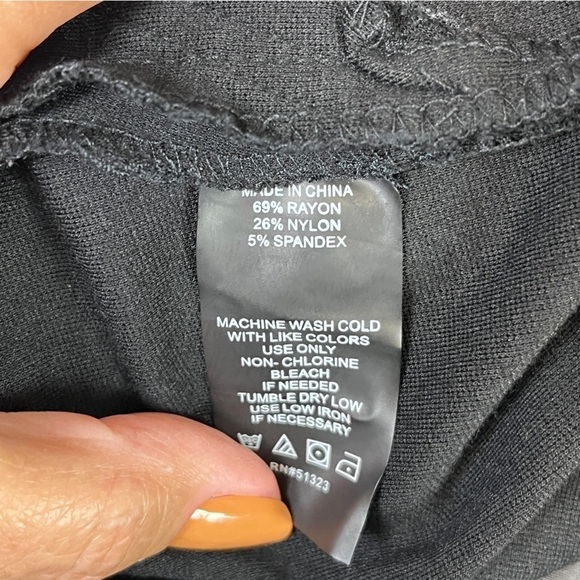 MADE IN CHINA
69% RAYON
26% NYLON
5% SPANDEX
MACHINE WASH COLD
WITH LIKE COLORS
USE ONLY
NON- CHLORINE
BLEACH
IF NEEDED
TUMBLE DRY LOW
USE LOW IRON
IF NECESSARY
RN#51323